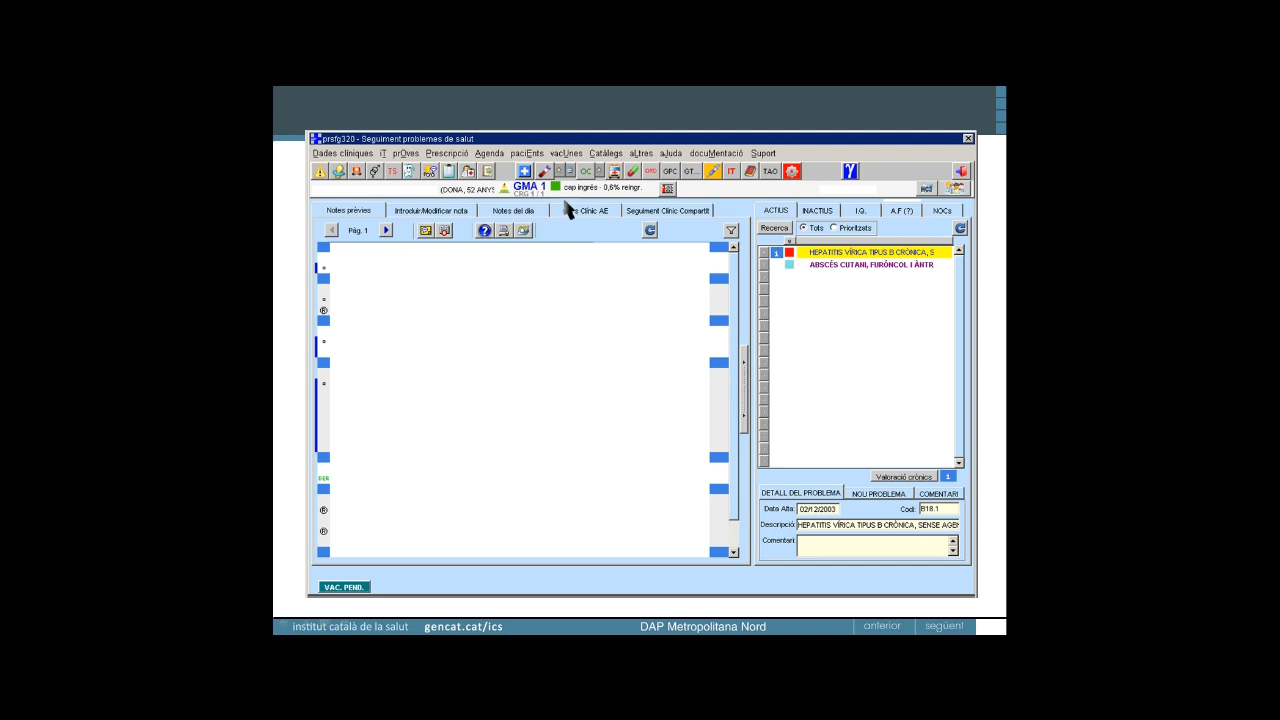 prsfg320 - Seguiment problemes de salut
Dades clíniques iT prOves Prescripció Agenda paciEnts vacUnes Catàlegs aLtres aJuda docuMentació Suport
TS OC GPC GT... IT TAO γ
(DONA, 52 ANYS GMA 1 cap ingrés - 0,6% reingr.
CRG 1 / 1
Notes prèvies Introduir/Modificar nota Notes del dia Clínic AE Seguiment Clínic Compartit
ACTIUS INACTIUS I.Q. A.F (?) NOCs
Pàg. 1
Recerca Tots Prioritzats
1 HEPATITIS VÍRICA TIPUS B CRÒNICA, S
ABSCÉS CUTANI, FURÓNCOL I ÀNTR
Valoració crònics 1
DER
DETALL DEL PROBLEMA NOU PROBLEMA COMENTARI
Data Alta: 02/12/2003 Codi: B18.1
Descripció: HEPATITIS VÍRICA TIPUS B CRÒNICA, SENSE AGEN
Comentari:
VAC. PEND.
institut català de la salut gencat.cat/ics DAP Metropolitana Nord anterior següent